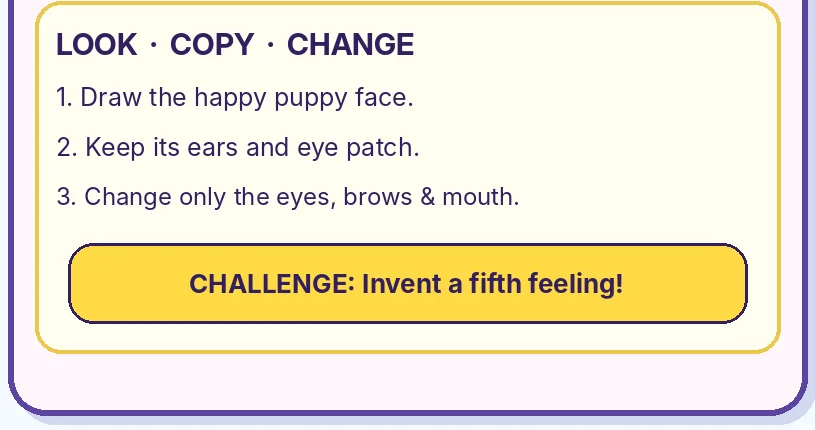 LOOK · COPY · CHANGE
1. Draw the happy puppy face.
2. Keep its ears and eye patch.
3. Change only the eyes, brows & mouth.
CHALLENGE: Invent a fifth feeling!